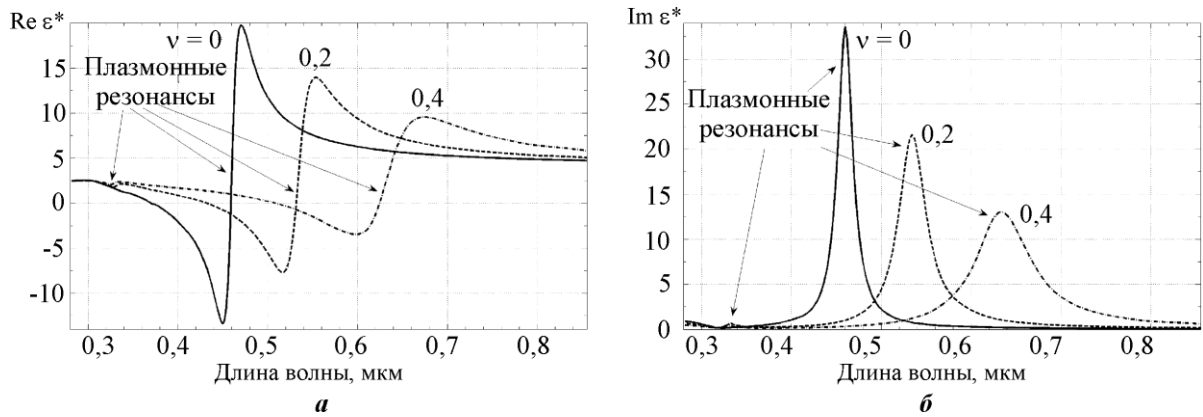 Re ε*
20
15
10
5
0
-5
-10
ν = 0
0,2
0,4
Плазмонные
резонансы
0,3
0,4
0,5
0,6
0,7
0,8
Длина волны, мкм
а
Im ε*
30
25
20
15
10
5
0
ν = 0
Плазмонные
резонансы
0,2
0,4
0,3
0,4
0,5
0,6
0,7
0,8
Длина волны, мкм
б